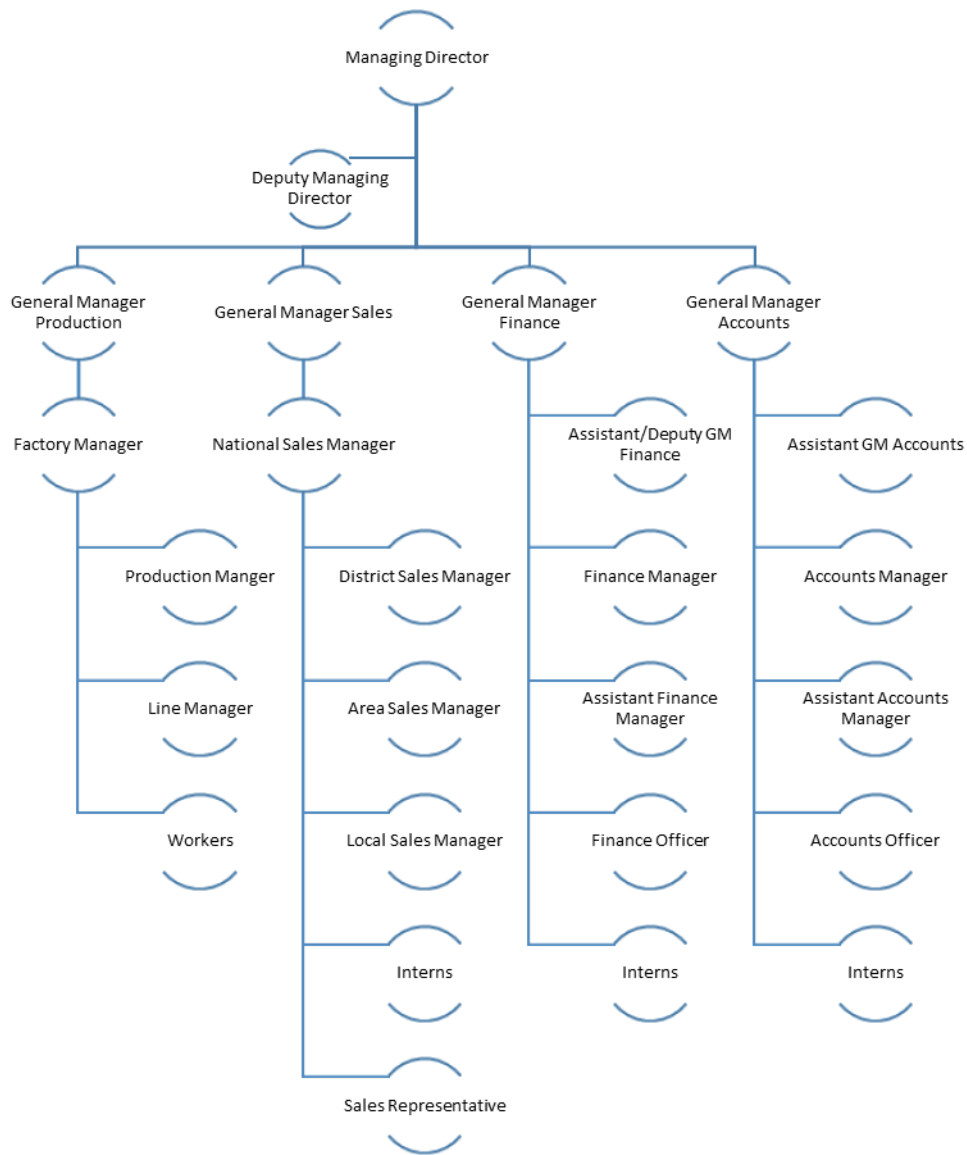 Managing Director
Deputy Managing
Director
General Manager
Production
General Manager Sales
General Manager
Finance
General Manager
Accounts
Factory Manager
National Sales Manager
Assistant/Deputy GM
Finance
Assistant GM Accounts
Production Manger
District Sales Manager
Finance Manager
Accounts Manager
Line Manager
Area Sales Manager
Assistant Finance
Manager
Assistant Accounts
Manager
Workers
Local Sales Manager
Finance Officer
Accounts Officer
Interns
Interns
Interns
Sales Representative